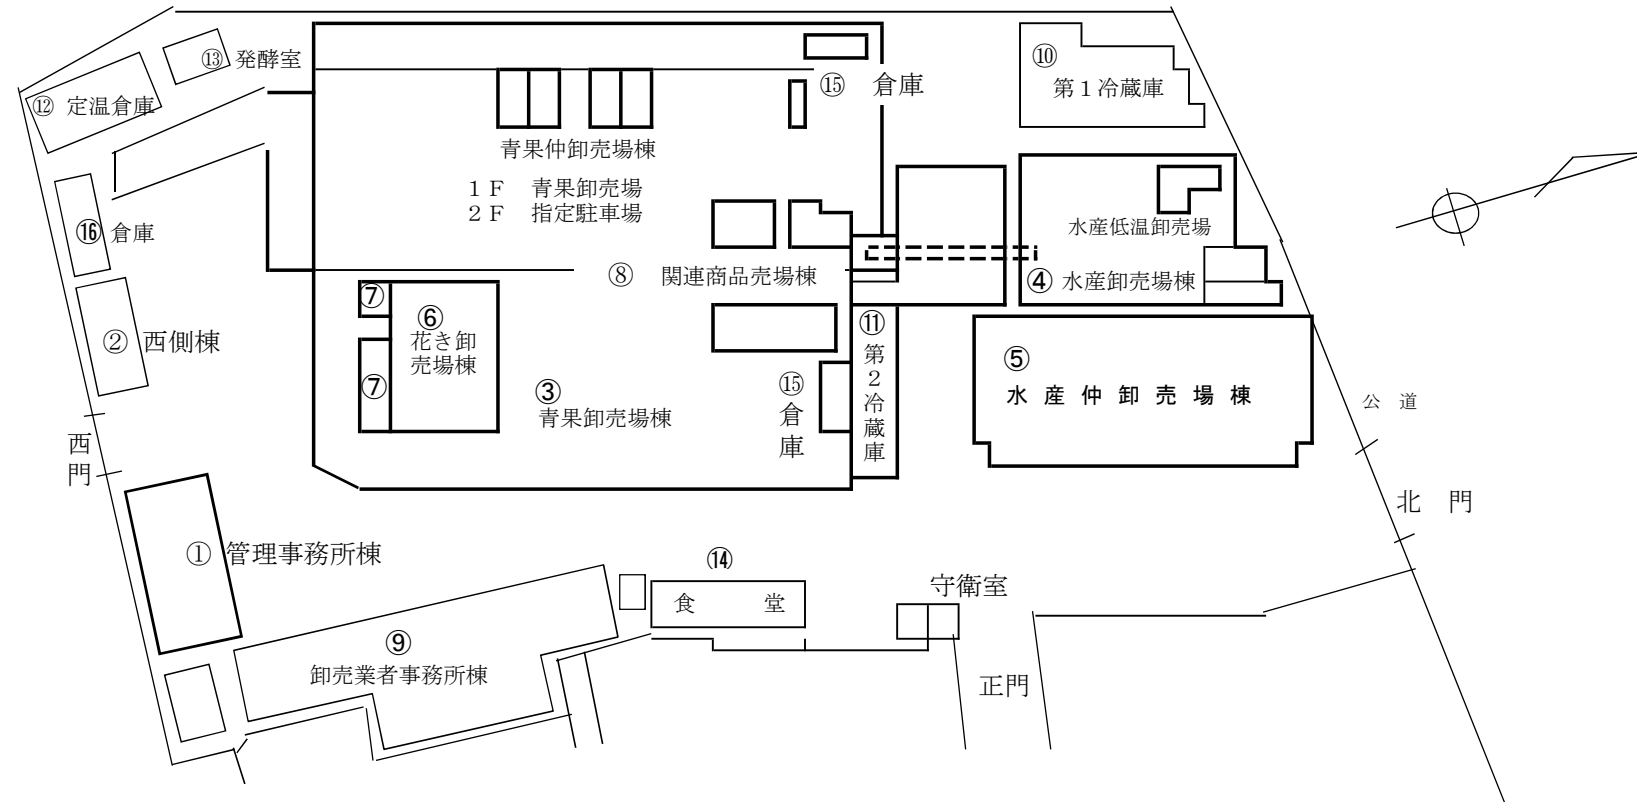 ⑬ 発酵室
⑫ 定温倉庫
⑮ 倉庫
⑩
第１冷蔵庫
青果仲卸売場棟
１Ｆ　青果卸売場
２Ｆ　指定駐車場
⑯ 倉庫
水産低温卸売場
④ 水産卸売場棟
⑧ 関連商品売場棟
⑦
⑥
花き卸
売場棟
⑦
② 西側棟
③
青果卸売場棟
⑮
倉
庫
⑪
第
２
冷
蔵
庫
⑤
水産仲卸売場棟
公道
西
門
北門
① 管理事務所棟
⑭
食堂
守衛室
⑨
卸売業者事務所棟
正門